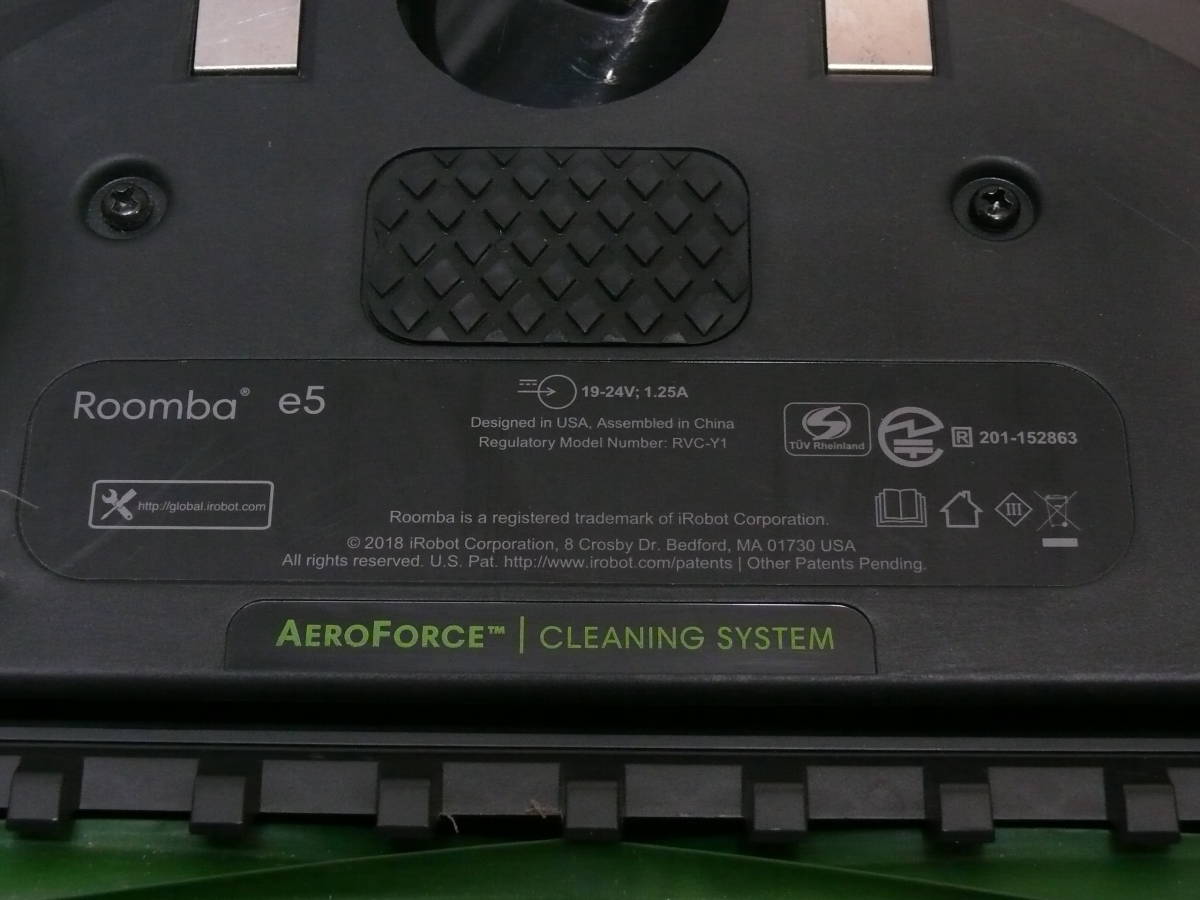 Roomba® e5
19-24V; 1.25A
Designed in USA, Assembled in China
Regulatory Model Number: RVC-Y1
TÜV Rheinland
R 201-152863
http://global.irobot.com
III
Roomba is a registered trademark of iRobot Corporation.
© 2018 iRobot Corporation, 8 Crosby Dr. Bedford, MA 01730 USA
All rights reserved. U.S. Pat. http://www.irobot.com/patents | Other Patents Pending.
AEROFORCE™ | CLEANING SYSTEM